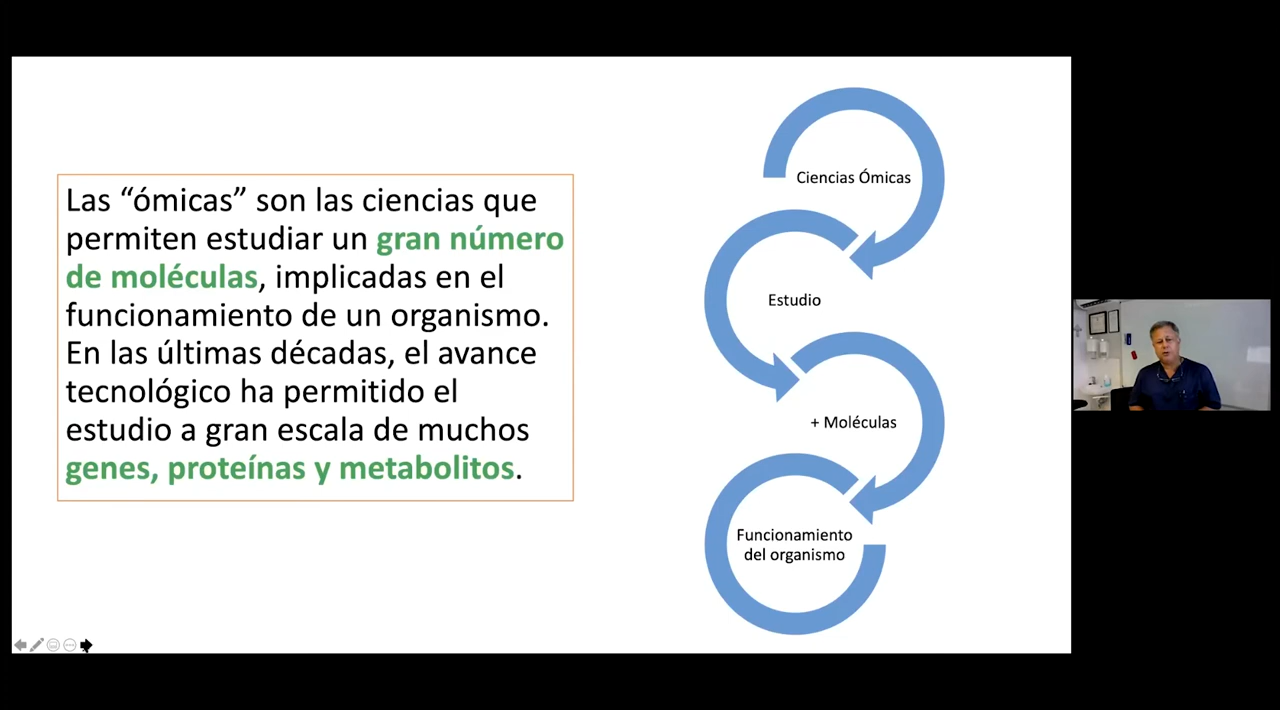 Las “ómicas” son las ciencias que
permiten estudiar un gran número
de moléculas, implicadas en el
funcionamiento de un organismo.
En las últimas décadas, el avance
tecnológico ha permitido el
estudio a gran escala de muchos
genes, proteínas y metabolitos.
Ciencias Ómicas
Estudio
+ Moléculas
Funcionamiento
del organismo